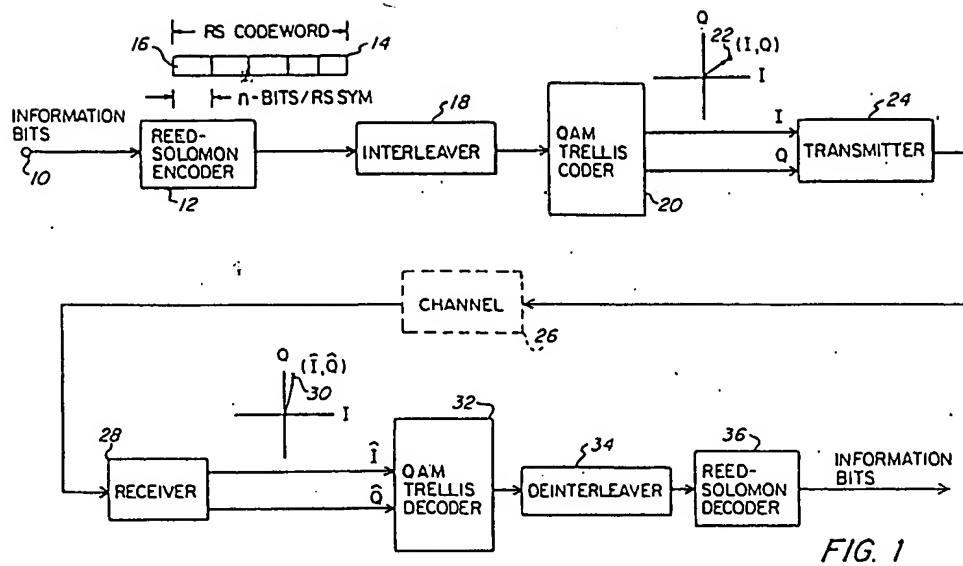 RS CODEWORD
16
14
n-BITS/RS SYM
INFORMATION
BITS
10
REED-
SOLOMON
ENCODER
12
18
INTERLEAVER
QAM
TRELLIS
CODER
20
Q
22
(I,Q)
I
I
Q
24
TRANSMITTER
CHANNEL
26
Q
(Î,Q̂)
30
I
28
RECEIVER
Î
Q̂
32
QAM
TRELLIS
DECODER
34
DEINTERLEAVER
36
REED-
SOLOMON
DECODER
INFORMATION
BITS
FIG. 1